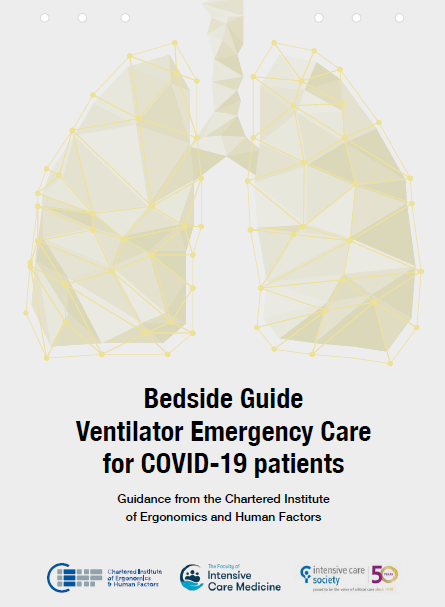 Bedside Guide
Ventilator Emergency Care
for COVID-19 patients
Guidance from the Chartered Institute
of Ergonomics and Human Factors
Chartered Institute
of Ergonomics
& Human Factors
The Faculty of
Intensive
Care Medicine
intensive care
society
50 YEARS
proud to be the voice of critical care since 1970